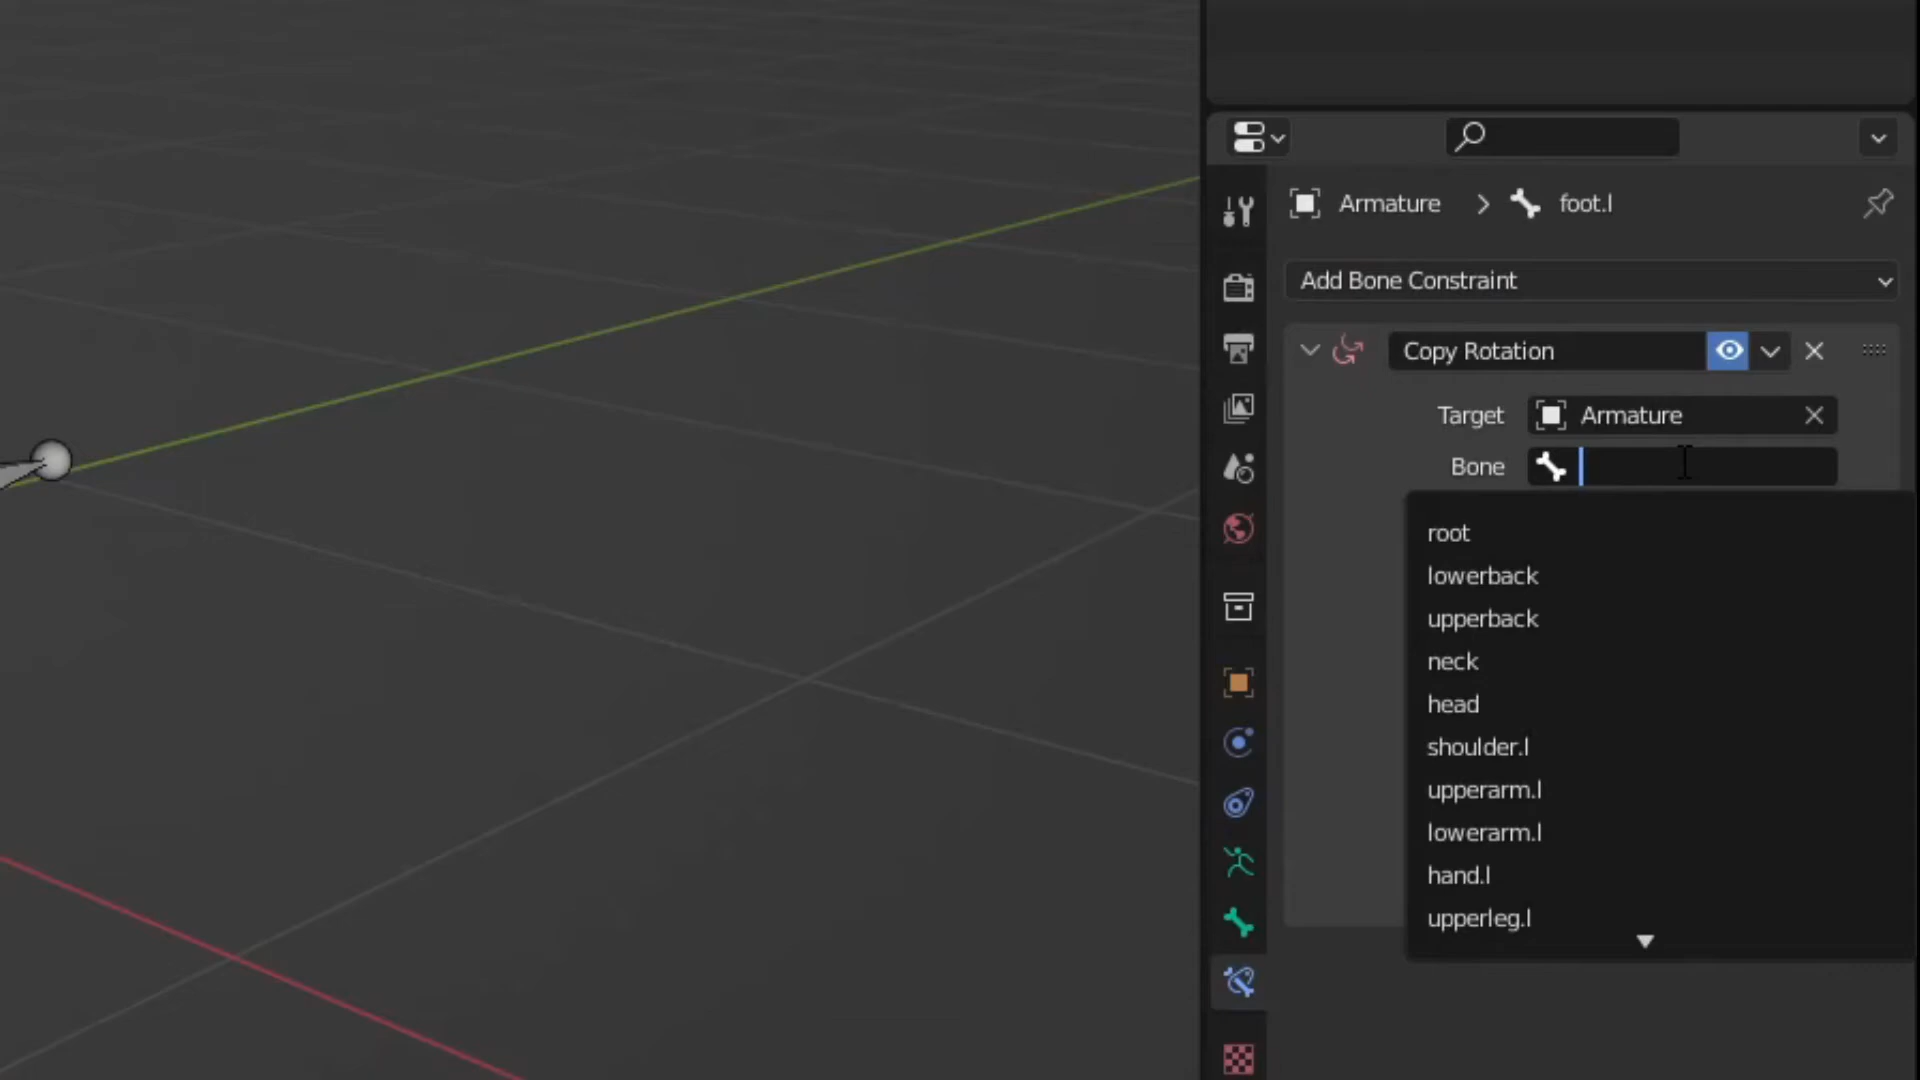 Armature > foot.l
Add Bone Constraint
Copy Rotation
Target Armature
Bone
root
lowerback
upperback
neck
head
shoulder.l
upperarm.l
lowerarm.l
hand.l
upperleg.l